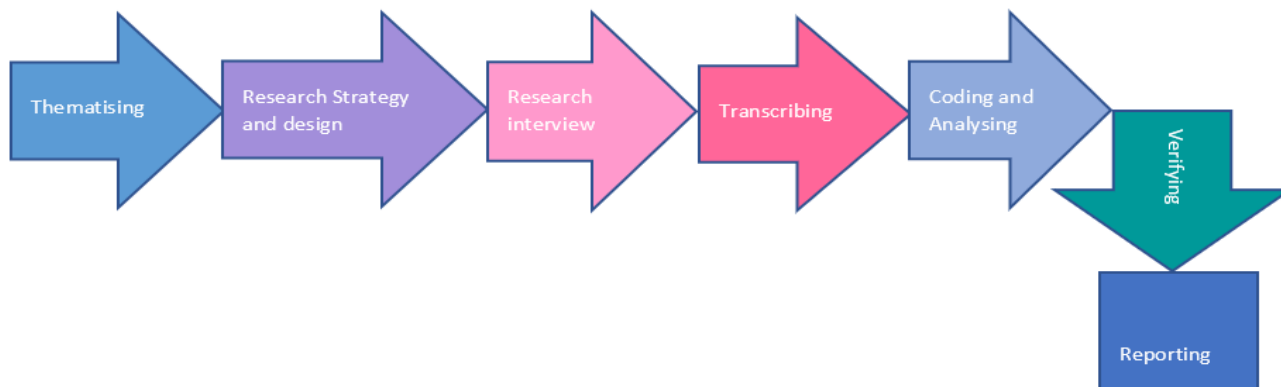 Thematising
Research Strategy
and design
Research
interview
Transcribing
Coding and
Analysing
Verifying
Reporting